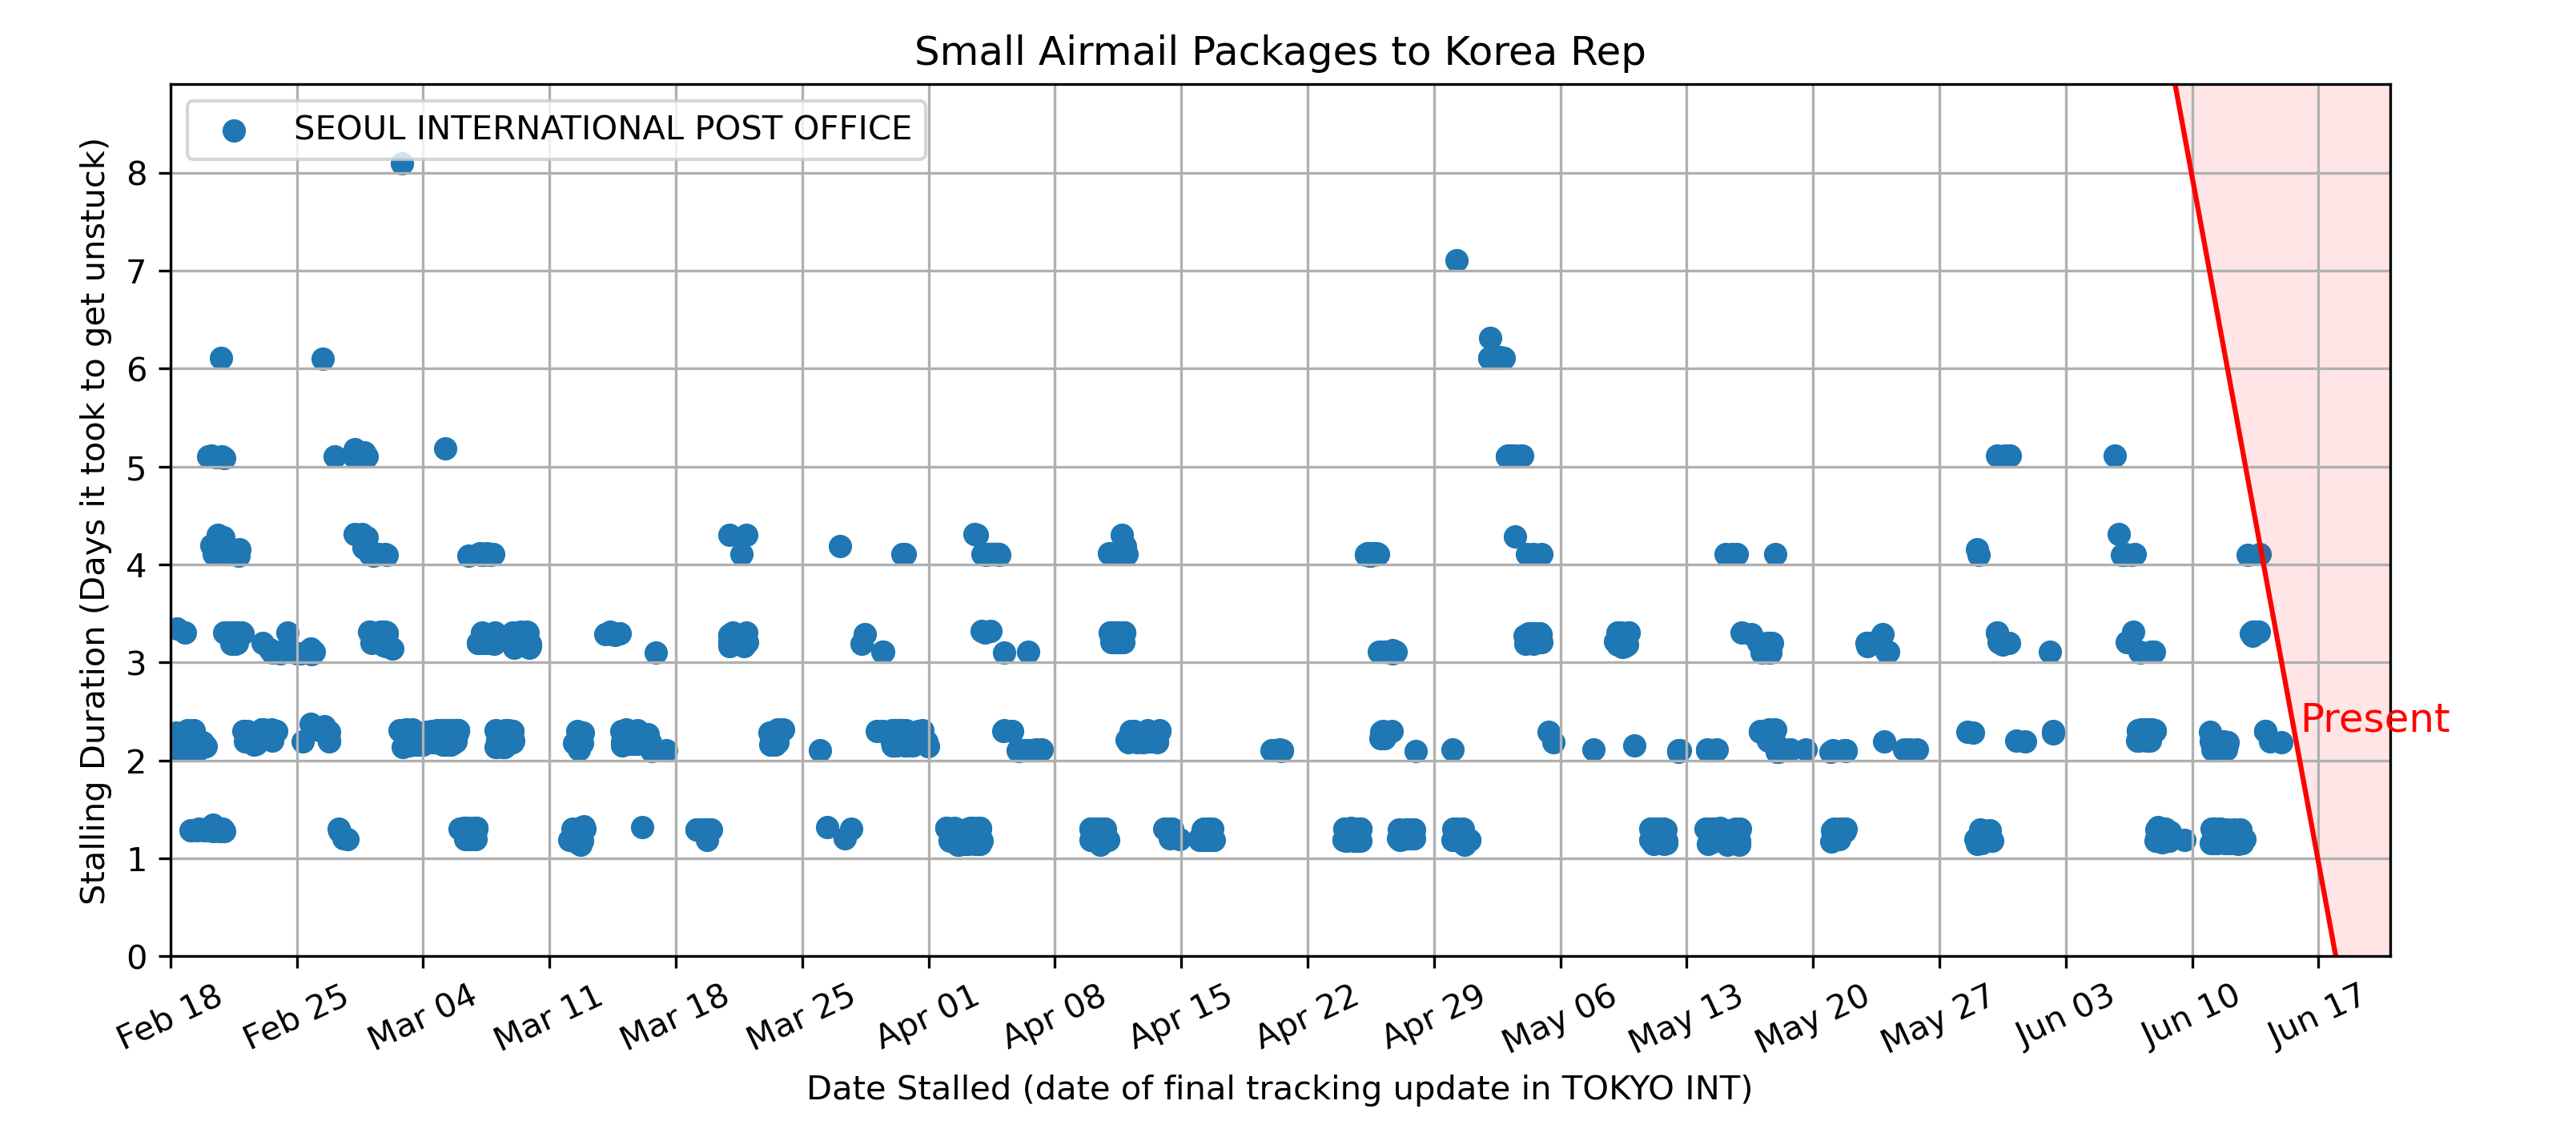 Small Airmail Packages to Korea Rep
SEOUL INTERNATIONAL POST OFFICE
Stalling Duration (Days it took to get unstuck)
8
7
6
5
4
3
2
1
0
Present
Feb 18 Feb 25 Mar 04 Mar 11 Mar 18 Mar 25 Apr 01 Apr 08 Apr 15 Apr 22 Apr 29 May 06 May 13 May 20 May 27 Jun 03 Jun 10 Jun 17
Date Stalled (date of final tracking update in TOKYO INT)